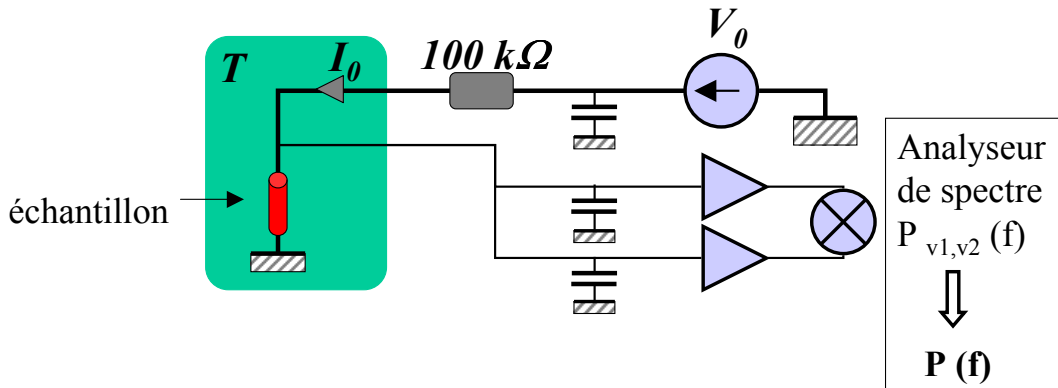 T
I0
100 kΩ
V0
échantillon
Analyseur
de spectre
P v1,v2 (f)
P (f)